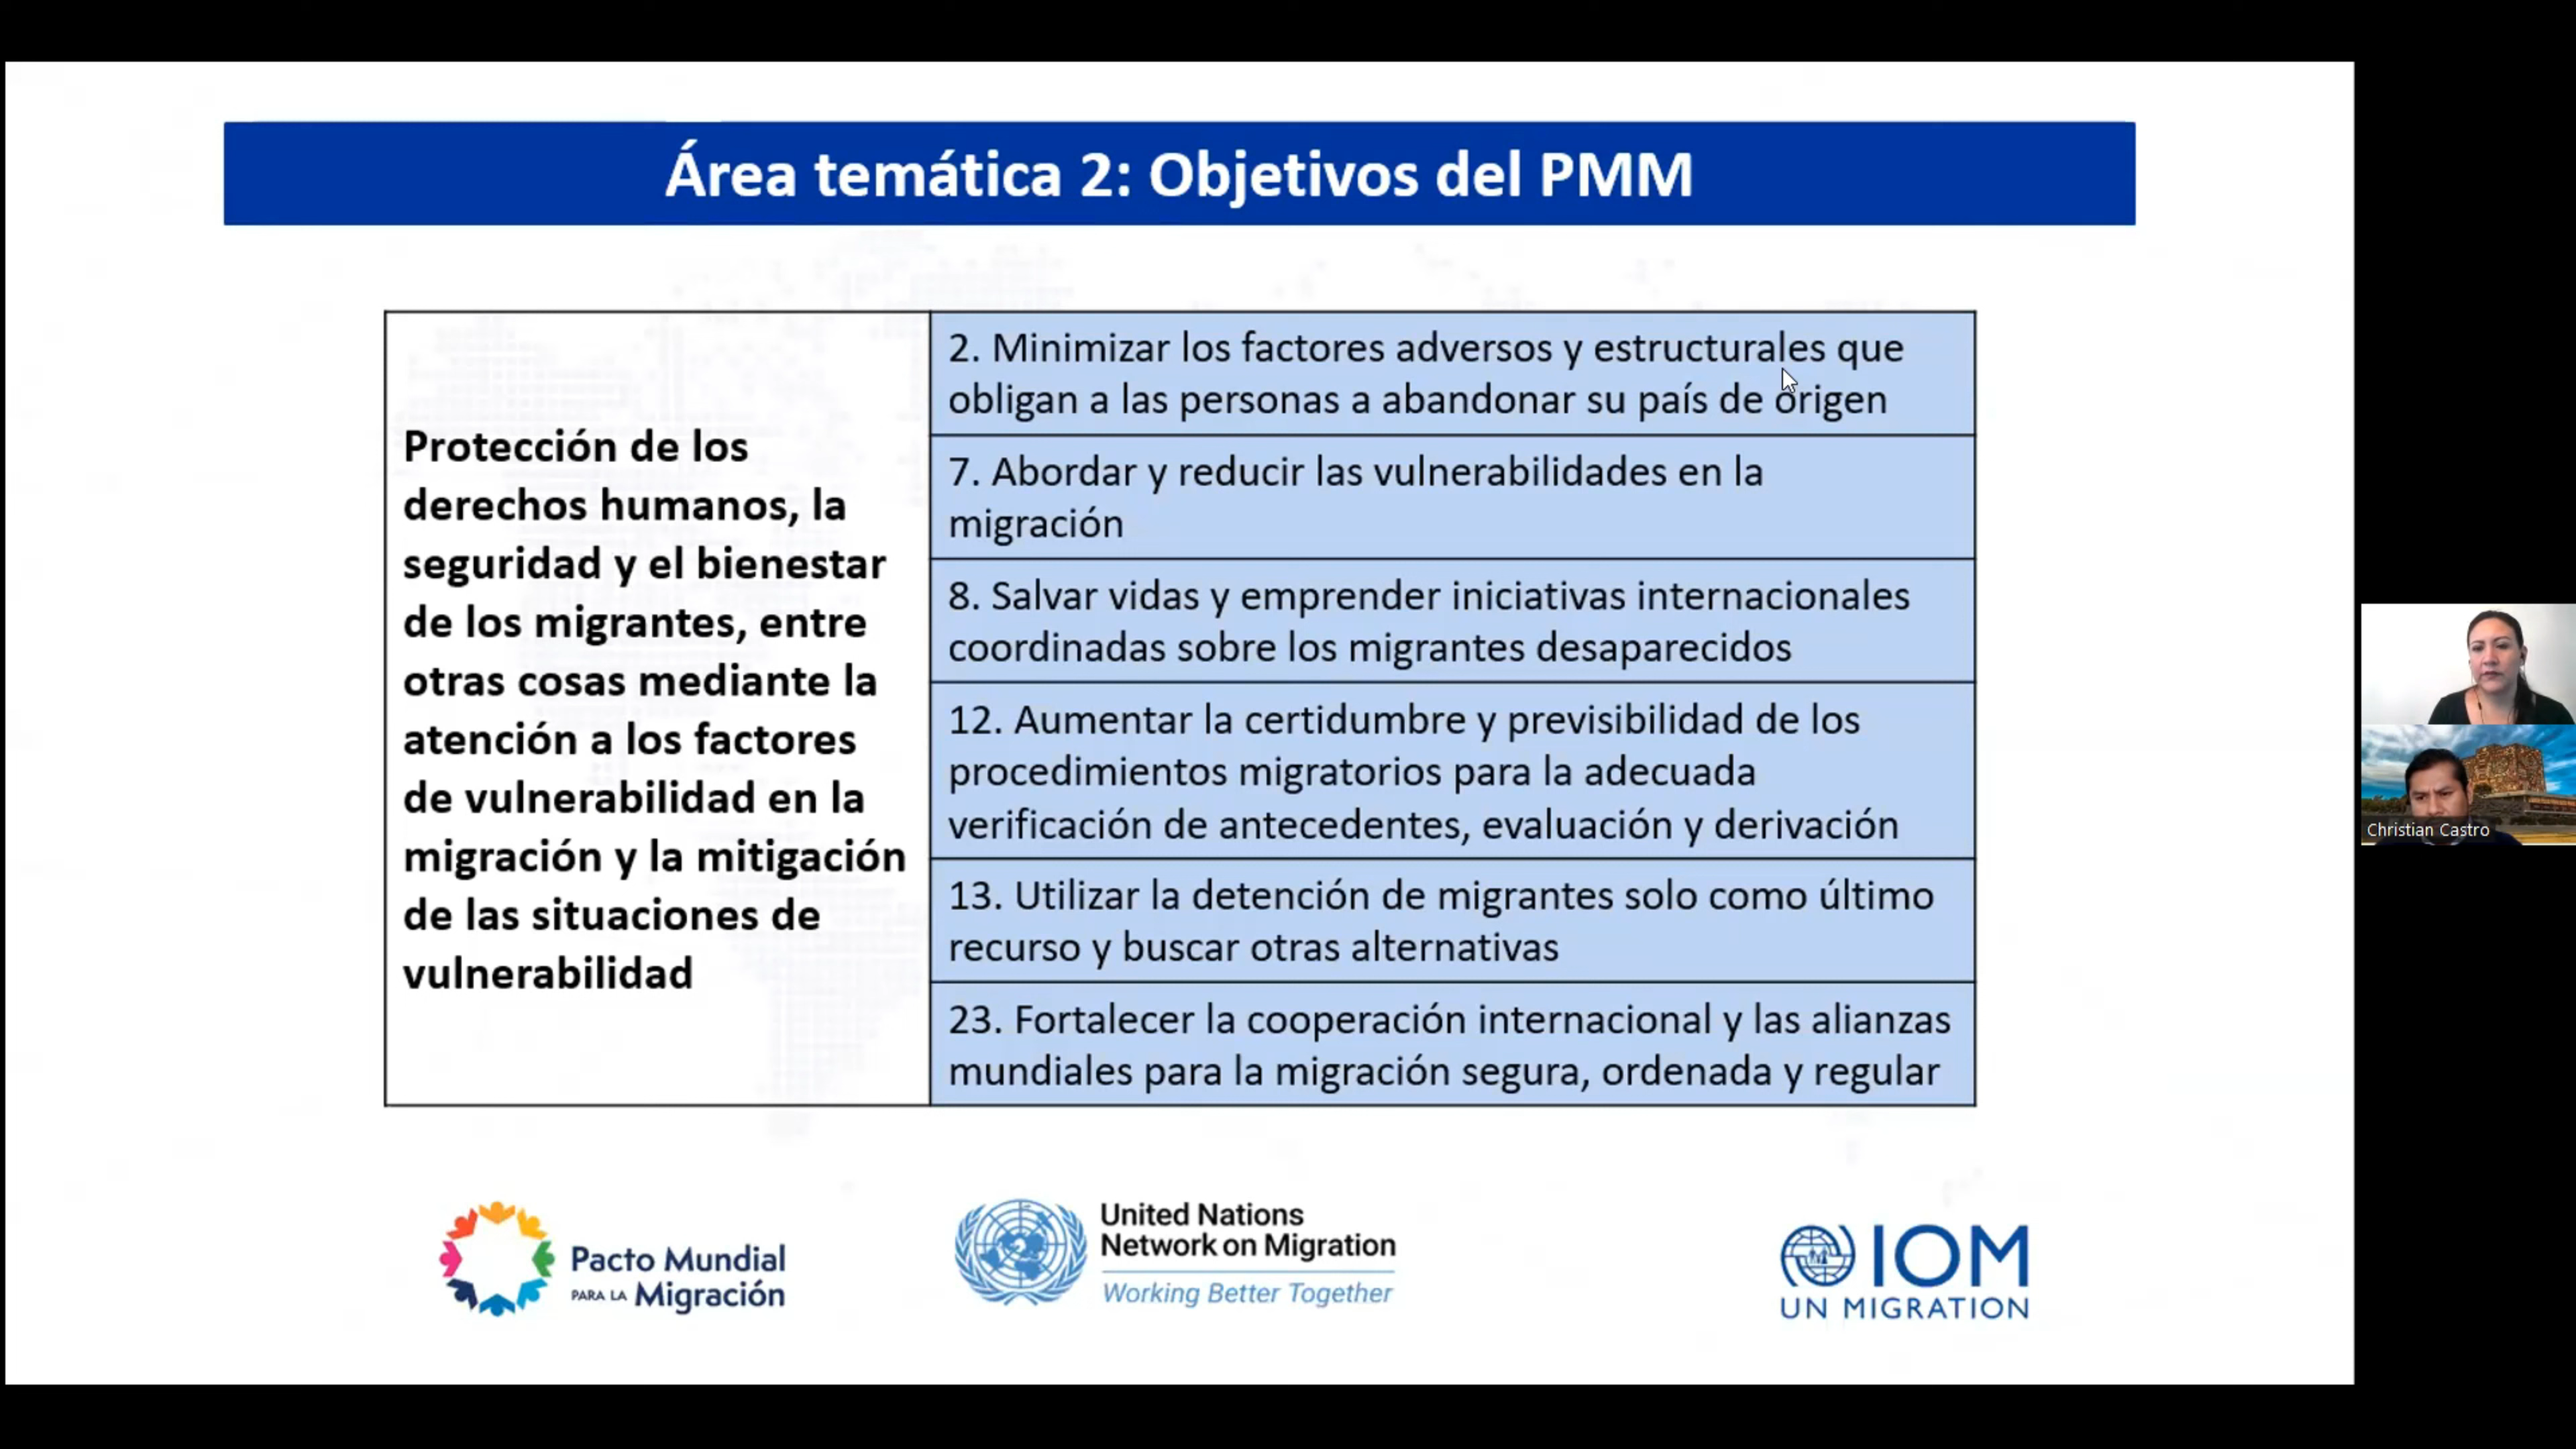 Área temática 2: Objetivos del PMM
Protección de los
derechos humanos, la
seguridad y el bienestar
de los migrantes, entre
otras cosas mediante la
atención a los factores
de vulnerabilidad en la
migración y la mitigación
de las situaciones de
vulnerabilidad
2. Minimizar los factores adversos y estructurales que
obligan a las personas a abandonar su país de origen
7. Abordar y reducir las vulnerabilidades en la
migración
8. Salvar vidas y emprender iniciativas internacionales
coordinadas sobre los migrantes desaparecidos
12. Aumentar la certidumbre y previsibilidad de los
procedimientos migratorios para la adecuada
verificación de antecedentes, evaluación y derivación
13. Utilizar la detención de migrantes solo como último
recurso y buscar otras alternativas
23. Fortalecer la cooperación internacional y las alianzas
mundiales para la migración segura, ordenada y regular
Pacto Mundial
PARA LA Migración
United Nations
Network on Migration
Working Better Together
IOM
UN MIGRATION
Christian Castro